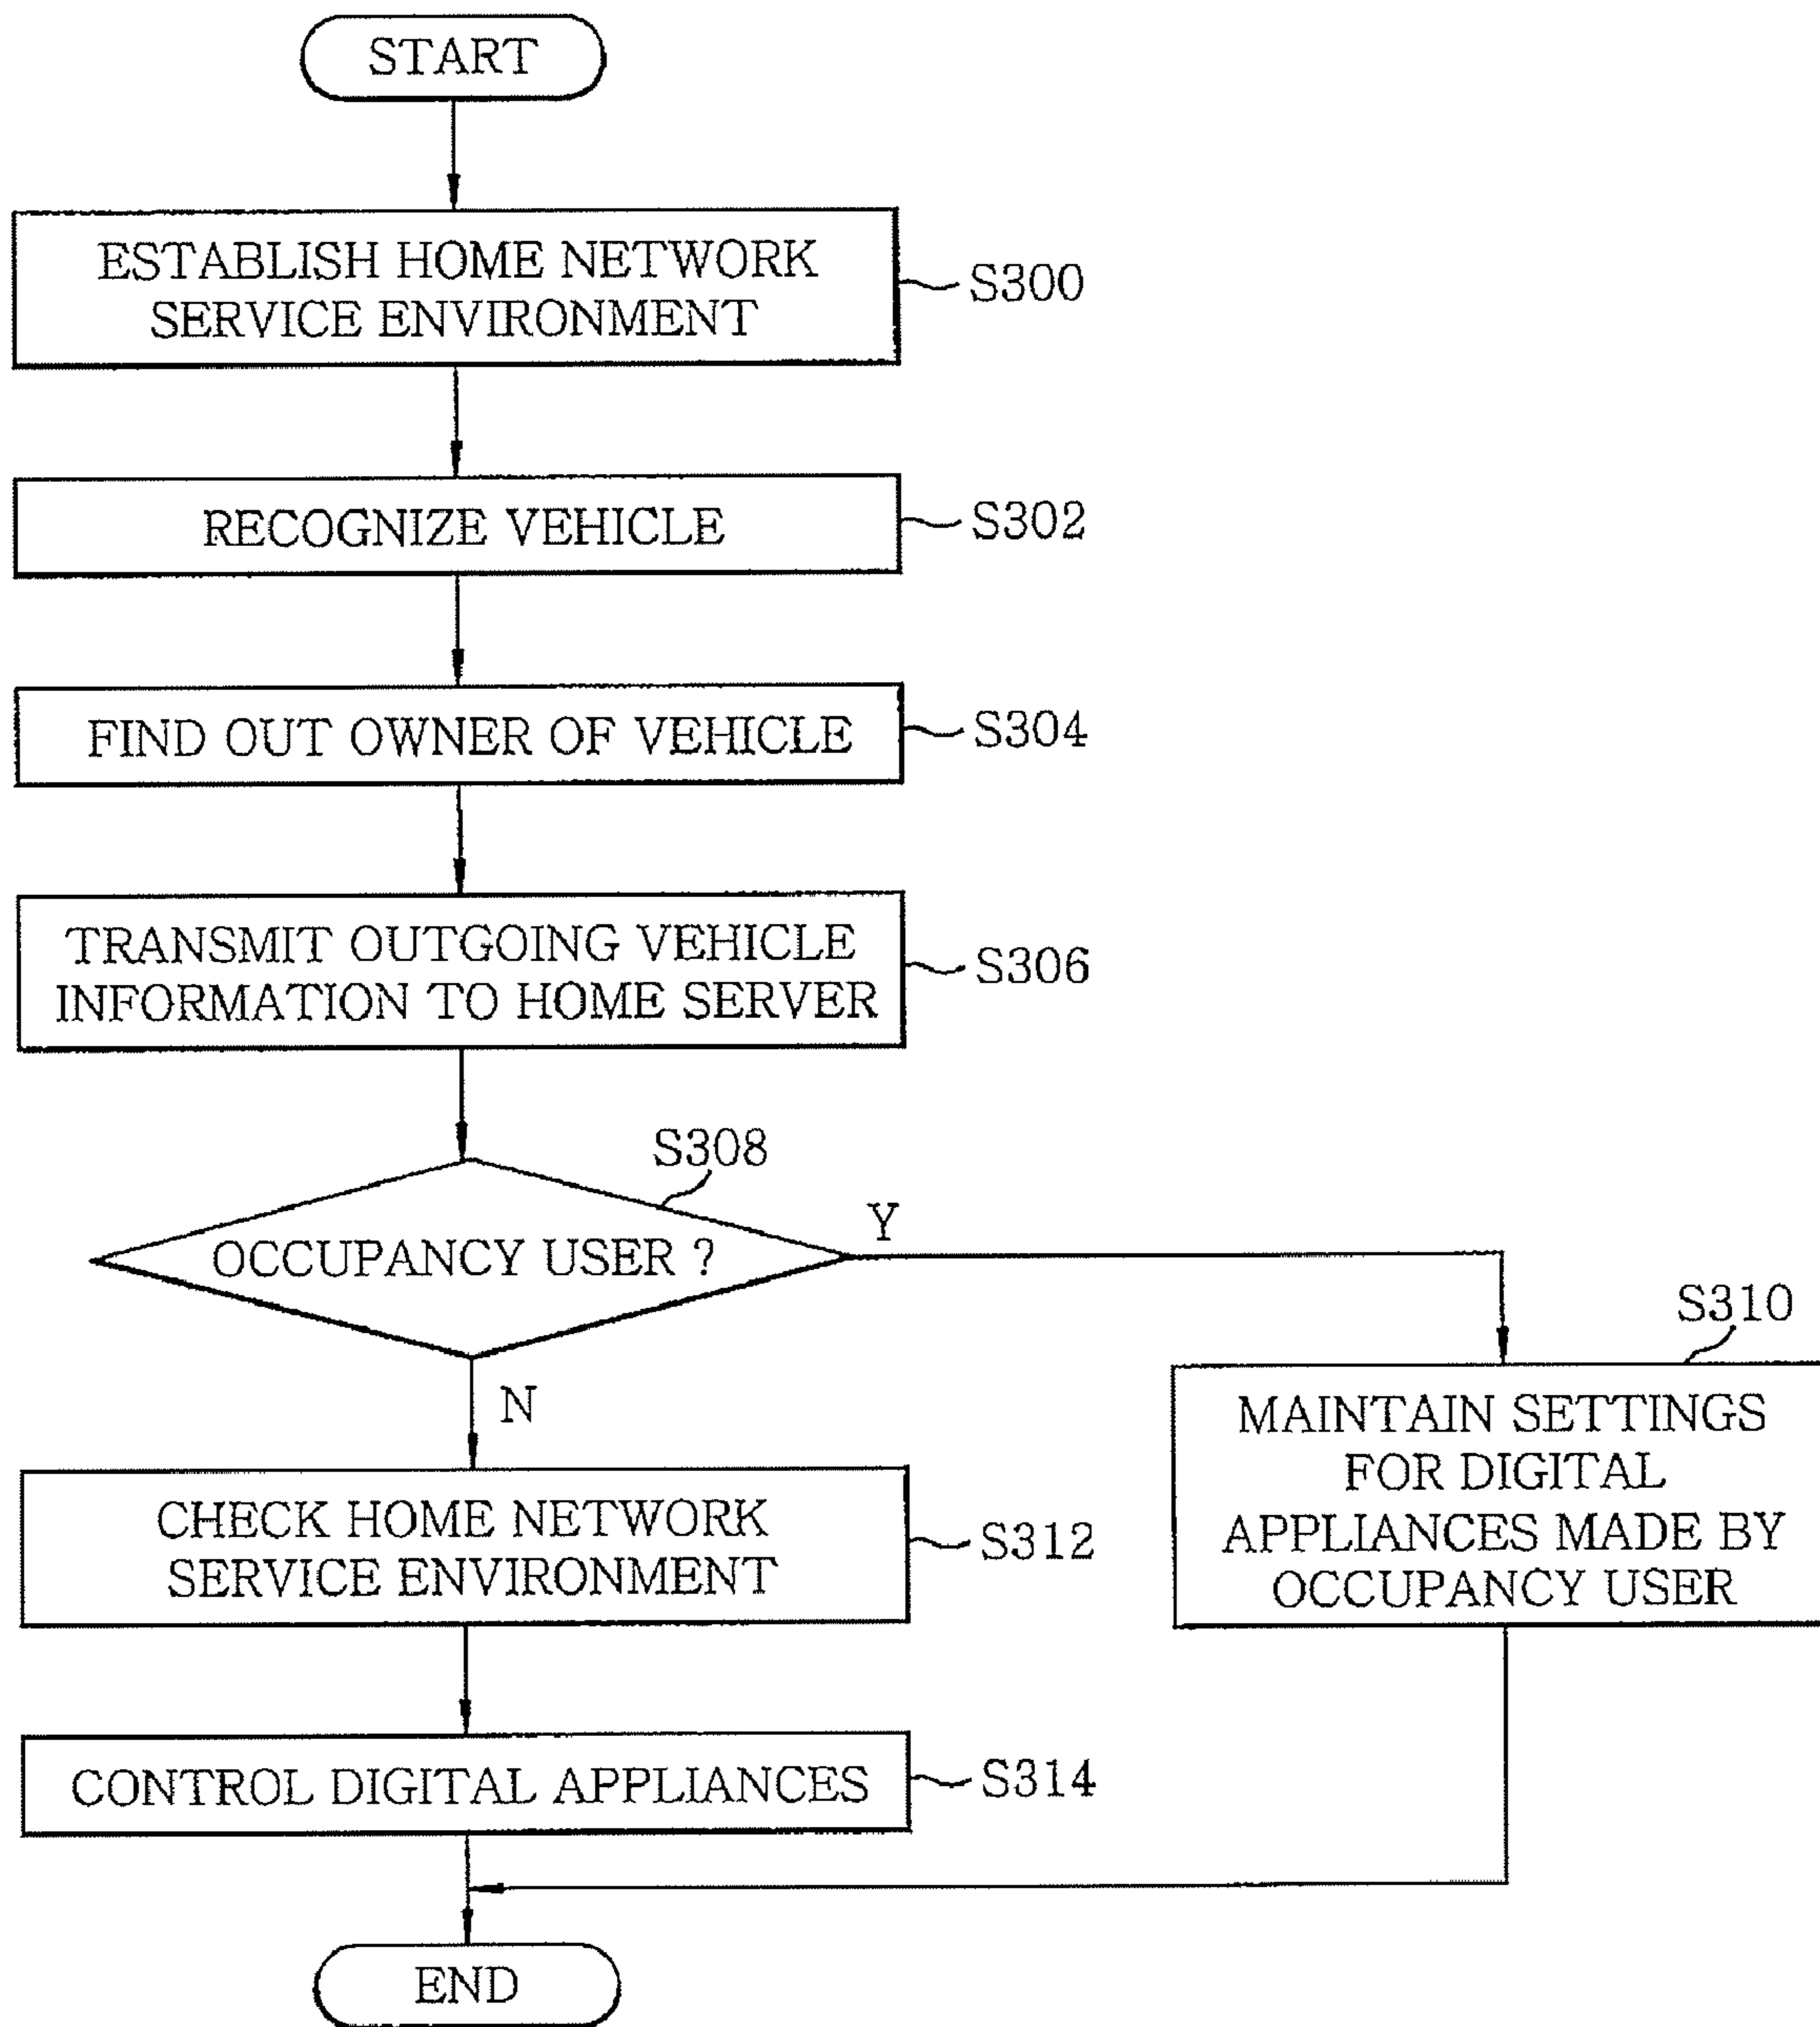 START
ESTABLISH HOME NETWORK
SERVICE ENVIRONMENT
S300
RECOGNIZE VEHICLE
S302
FIND OUT OWNER OF VEHICLE
S304
TRANSMIT OUTGOING VEHICLE
INFORMATION TO HOME SERVER
S306
S308
OCCUPANCY USER ?
Y
N
S310
MAINTAIN SETTINGS
FOR DIGITAL
APPLIANCES MADE BY
OCCUPANCY USER
CHECK HOME NETWORK
SERVICE ENVIRONMENT
S312
CONTROL DIGITAL APPLIANCES
S314
END